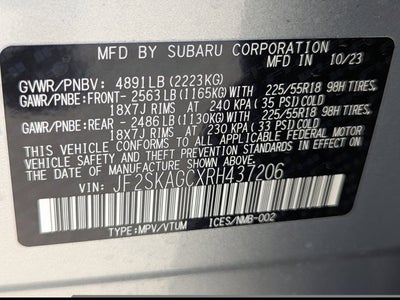 MFD BY SUBARU CORPORATION
MFD IN 10/23
GVWR/PNBV: 4891LB (2223KG)
GAWR/PNBE: FRONT- 2563LB (1165KG) WITH 225/55R18 98H TIRES,
18X7J RIMS AT 240 KPA (35 PSI) COLD
GAWR/PNBE: REAR - 2486LB (1130KG) WITH 225/55R18 98H TIRES,
18X7J RIMS AT 230 KPA (33 PSI) COLD
THIS VEHICLE CONFORMS TO ALL APPLICABLE FEDERAL MOTOR
VEHICLE SAFETY, BUMPER, AND THEFT PREVENTION STANDARDS IN EFFECT ON
THE DATE OF MANUFACTURE SHOWN ABOVE.
VIN: JF2SKAGCXRH437206
TYPE:MPV/VTUM ICES/NMB-002